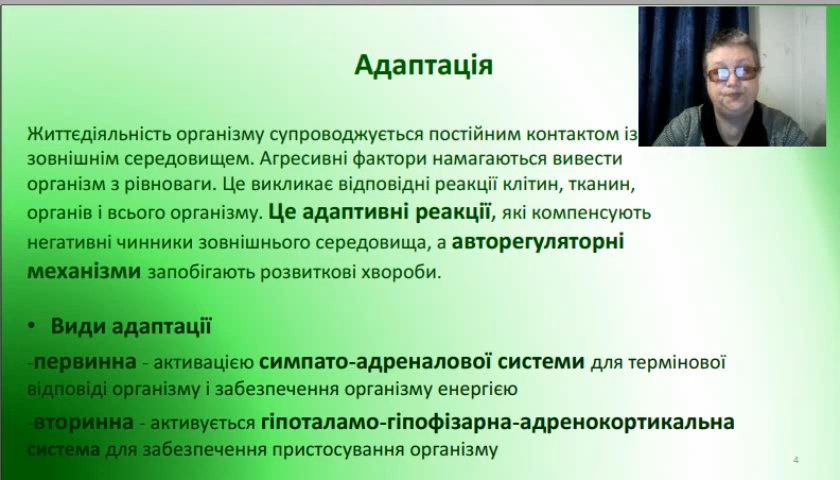 Адаптація
Життєдіяльність організму супроводжується постійним контактом із
зовнішнім середовищем. Агресивні фактори намагаються вивести
організм з рівноваги. Це викликає відповідні реакції клітин, тканин,
органів і всього організму. Це адаптивні реакції, які компенсують
негативні чинники зовнішнього середовища, а авторегуляторні
механізми запобігають розвиткові хвороби.
• Види адаптації
-первинна - активацією симпато-адреналової системи для термінової
відповіді організму і забезпечення організму енергією
-вторинна - активується гіпоталамо-гіпофізарна-адренокортикальна
система для забезпечення пристосування організму
4